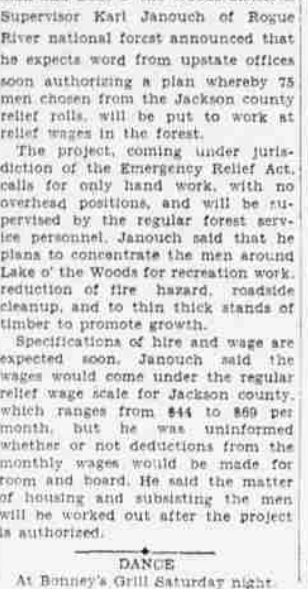 Supervisor Karl Janouch of Rogue
River national forest announced that
he expects word from upstate offices
soon authorizing a plan whereby 75
men chosen from the Jackson county
relief rolls, will be put to work at
relief wages in the forest.
The project, coming under juris-
diction of the Emergency Relief Act,
calls for only hand work, with no
overhead positions, and will be su-
pervised by the regular forest serv-
ice personnel. Janouch said that he
plans to concentrate the men around
Lake o' the Woods for recreation work,
reduction of fire hazard, roadside
cleanup, and to thin thick stands of
timber to promote growth.
Specifications of hire and wage are
expected soon. Janouch said the
wages would come under the regular
relief wage scale for Jackson county,
which ranges from $44 to $69 per
month, but he was uninformed
whether or not deductions from the
monthly wages would be made for
room and board. He said the matter
of housing and subsisting the men
will be worked out after the project
is authorized.
DANCE
At Bonney's Grill Saturday night.